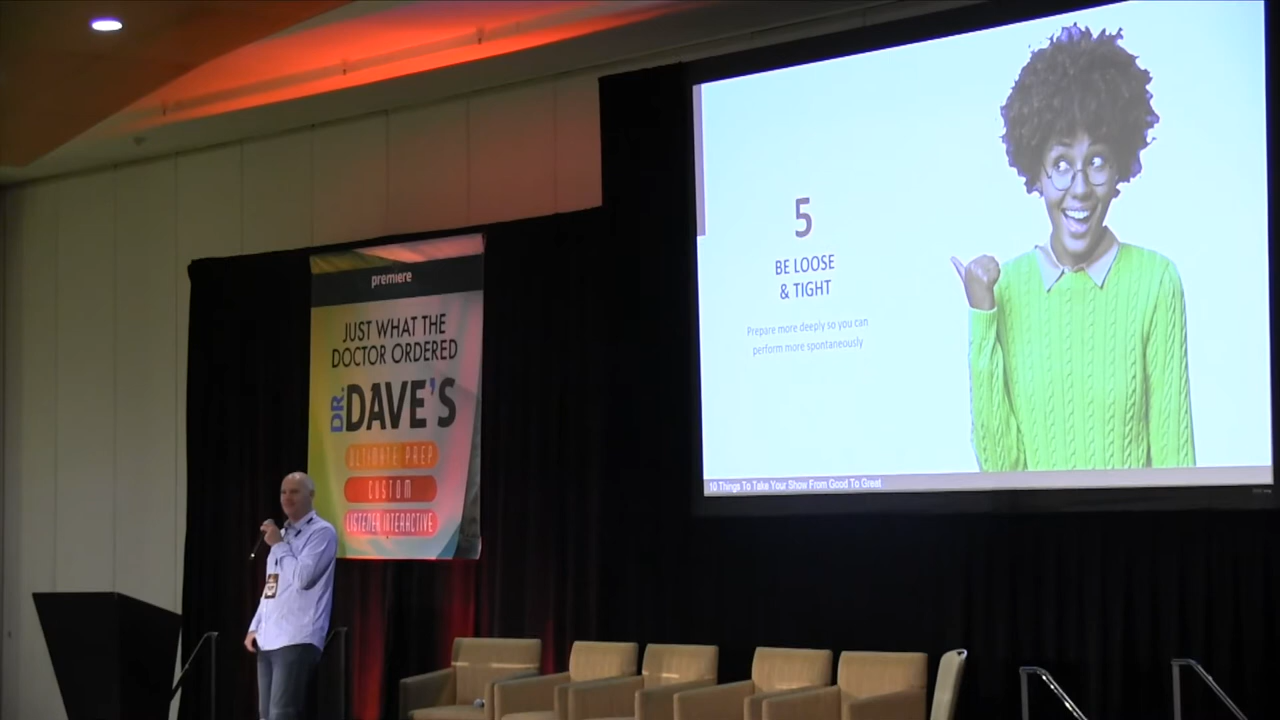 premiere
JUST WHAT THE
DOCTOR ORDERED
DR.
DAVE'S
ULTIMATE PREP
CUSTOM
LISTENER INTERACTIVE
5
BE LOOSE
& TIGHT
Prepare more deeply so you can
perform more spontaneously
10 Things To Take Your Show From Good To Great